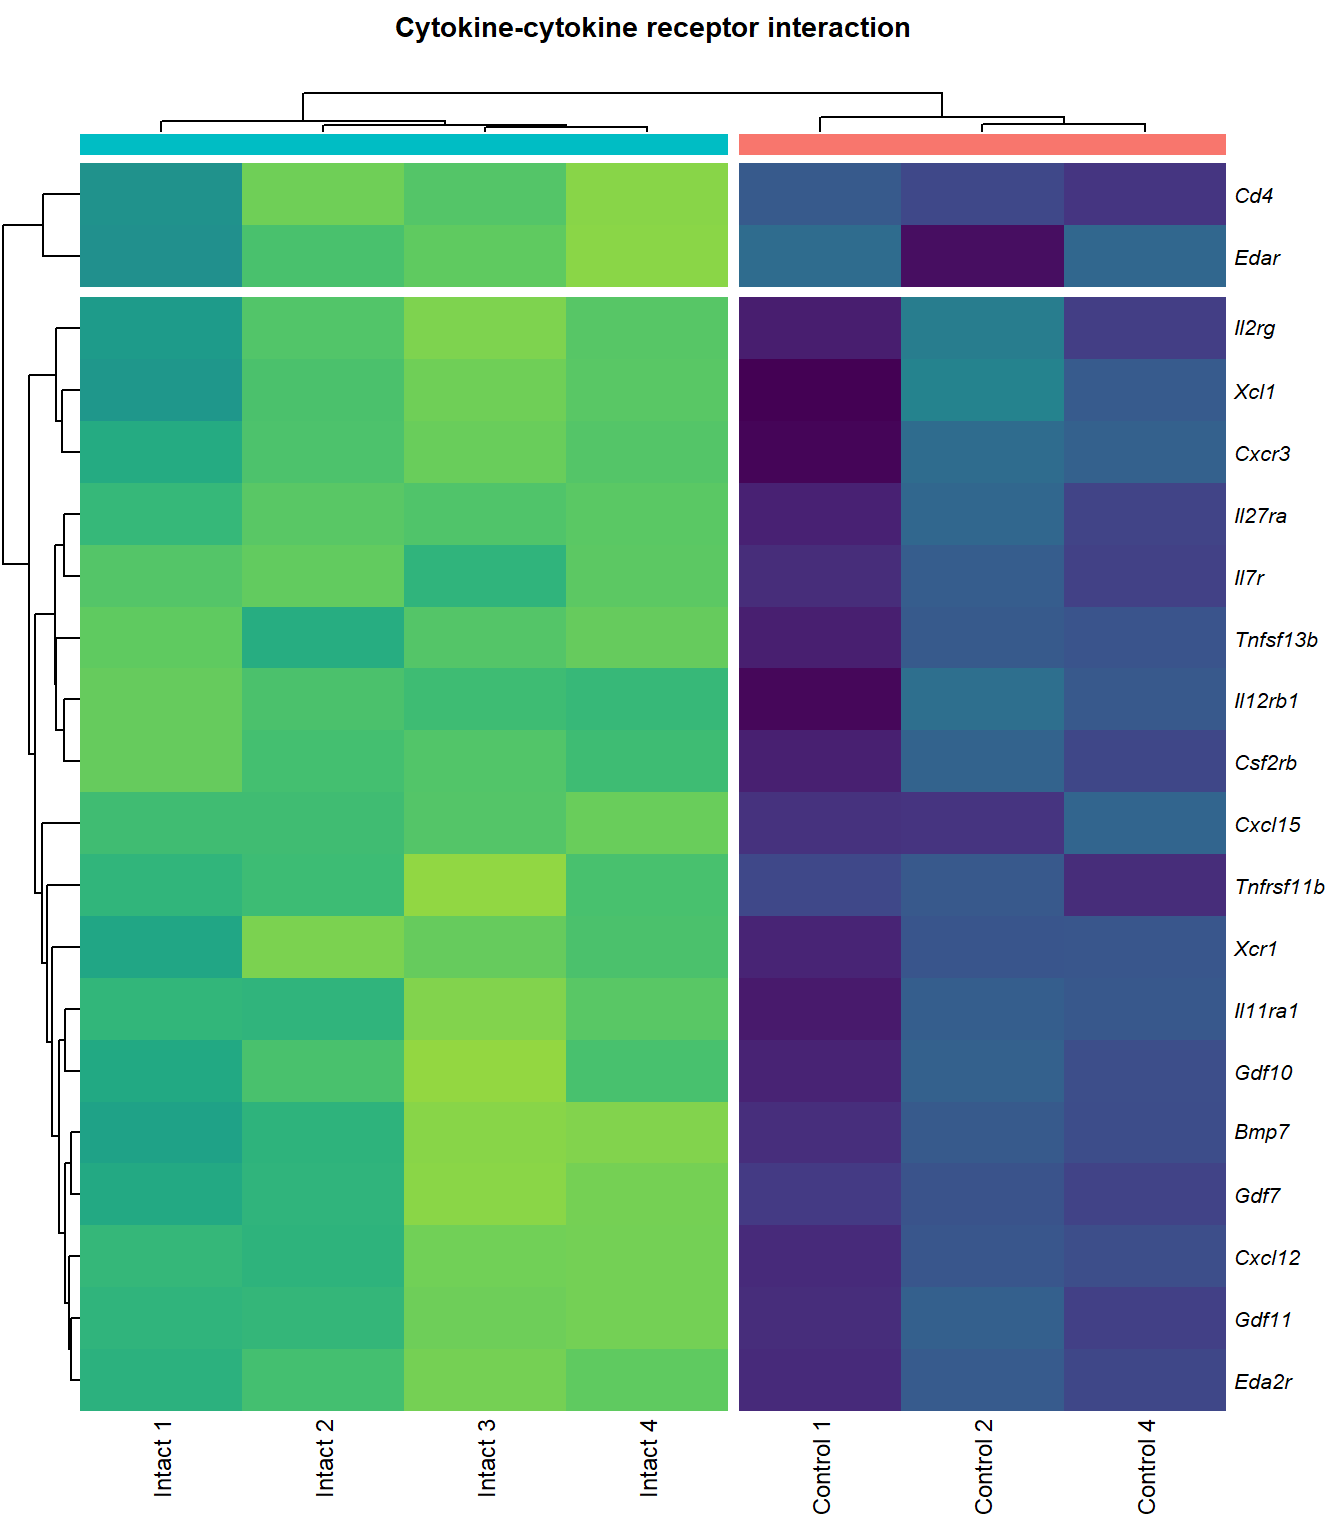 Cytokine-cytokine receptor interaction
Cd4
Edar
Il2rg
Xcl1
Cxcr3
Il27ra
Il7r
Tnfsf13b
Il12rb1
Csf2rb
Cxcl15
Tnfrsf11b
Xcr1
Il11ra1
Gdf10
Bmp7
Gdf7
Cxcl12
Gdf11
Eda2r
Intact 1
Intact 2
Intact 3
Intact 4
Control 1
Control 2
Control 4